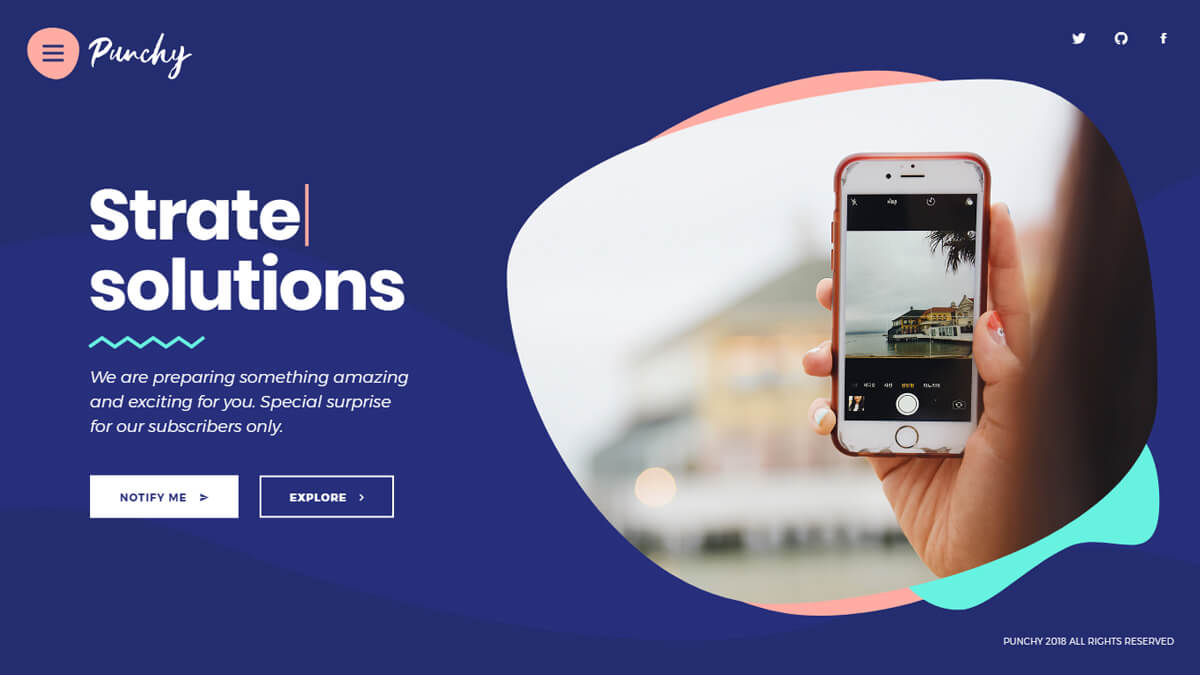 Punchy
Strate
solutions
We are preparing something amazing
and exciting for you. Special surprise
for our subscribers only.
NOTIFY ME
EXPLORE
PUNCHY 2018 ALL RIGHTS RESERVED